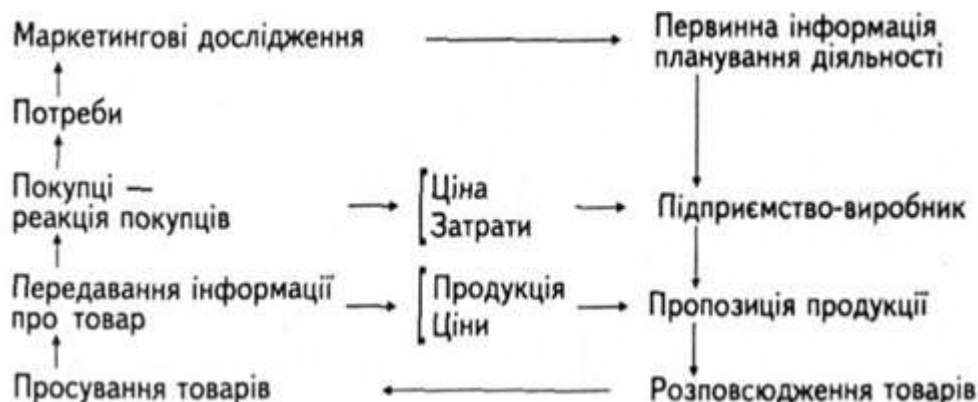 Маркетингові дослідження
Первинна інформація
планування діяльності
Потреби
Покупці —
реакція покупців
Ціна
Затрати
Підприємство-виробник
Передавання інформації
про товар
Продукція
Ціни
Пропозиція продукції
Просування товарів
Розповсюдження товарів